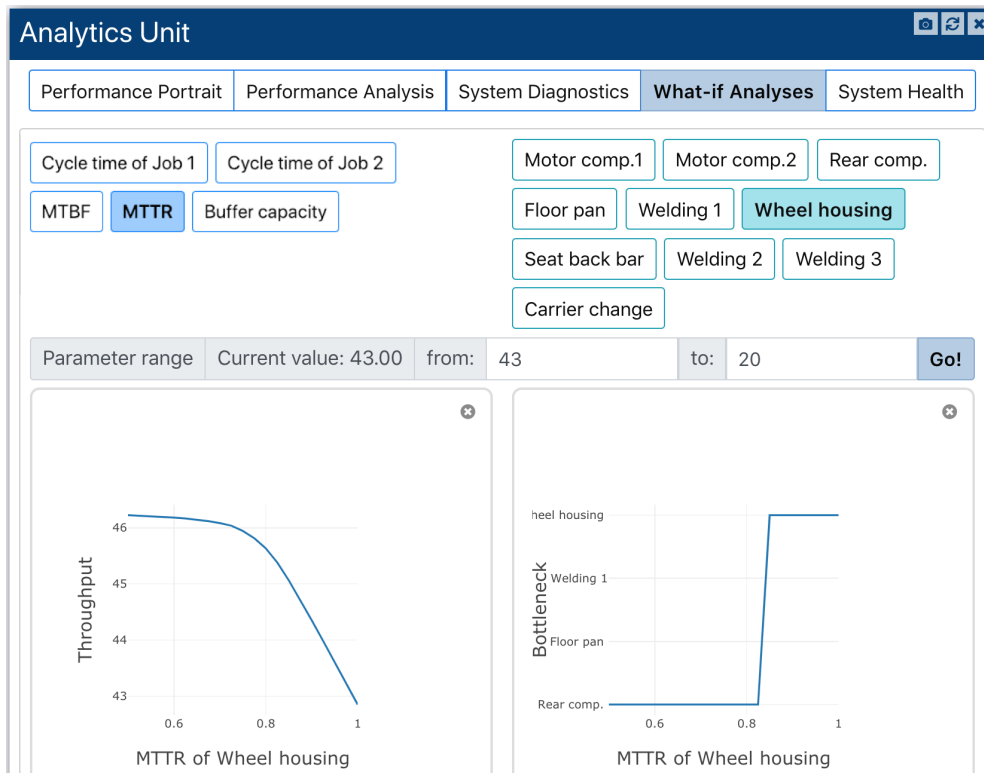 Analytics Unit
Performance Portrait Performance Analysis System Diagnostics What-if Analyses System Health
Cycle time of Job 1 Cycle time of Job 2
MTBF MTTR Buffer capacity
Motor comp.1 Motor comp.2 Rear comp.
Floor pan Welding 1 Wheel housing
Seat back bar Welding 2 Welding 3
Carrier change
Parameter range Current value: 43.00 from: 43 to: 20 Go!
Throughput
46
45
44
43
0.6 0.8 1
MTTR of Wheel housing
Bottleneck
heel housing
Welding 1
Floor pan
Rear comp.
0.6 0.8 1
MTTR of Wheel housing